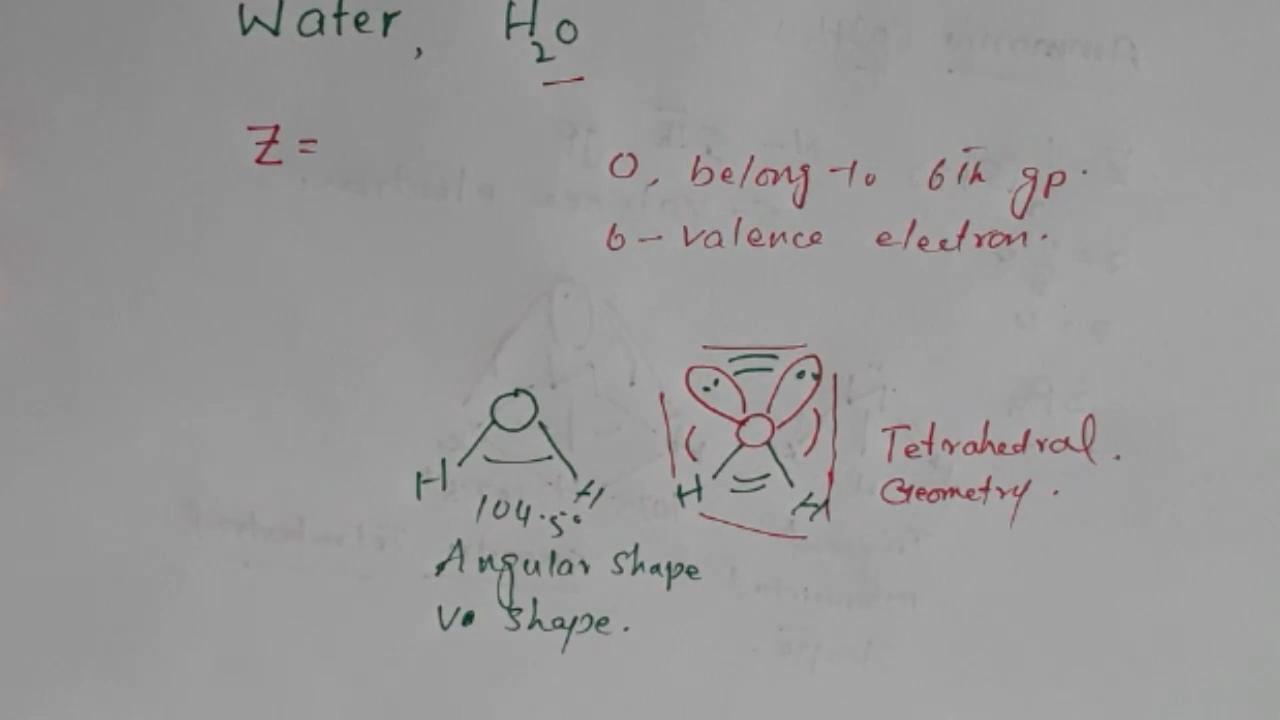 Water, H2O
Z =
O, belong to 6th gp.
6 - valence electron.
H H
104.5°
Angular shape
V shape.
H H
Tetrahedral.
Geometry.